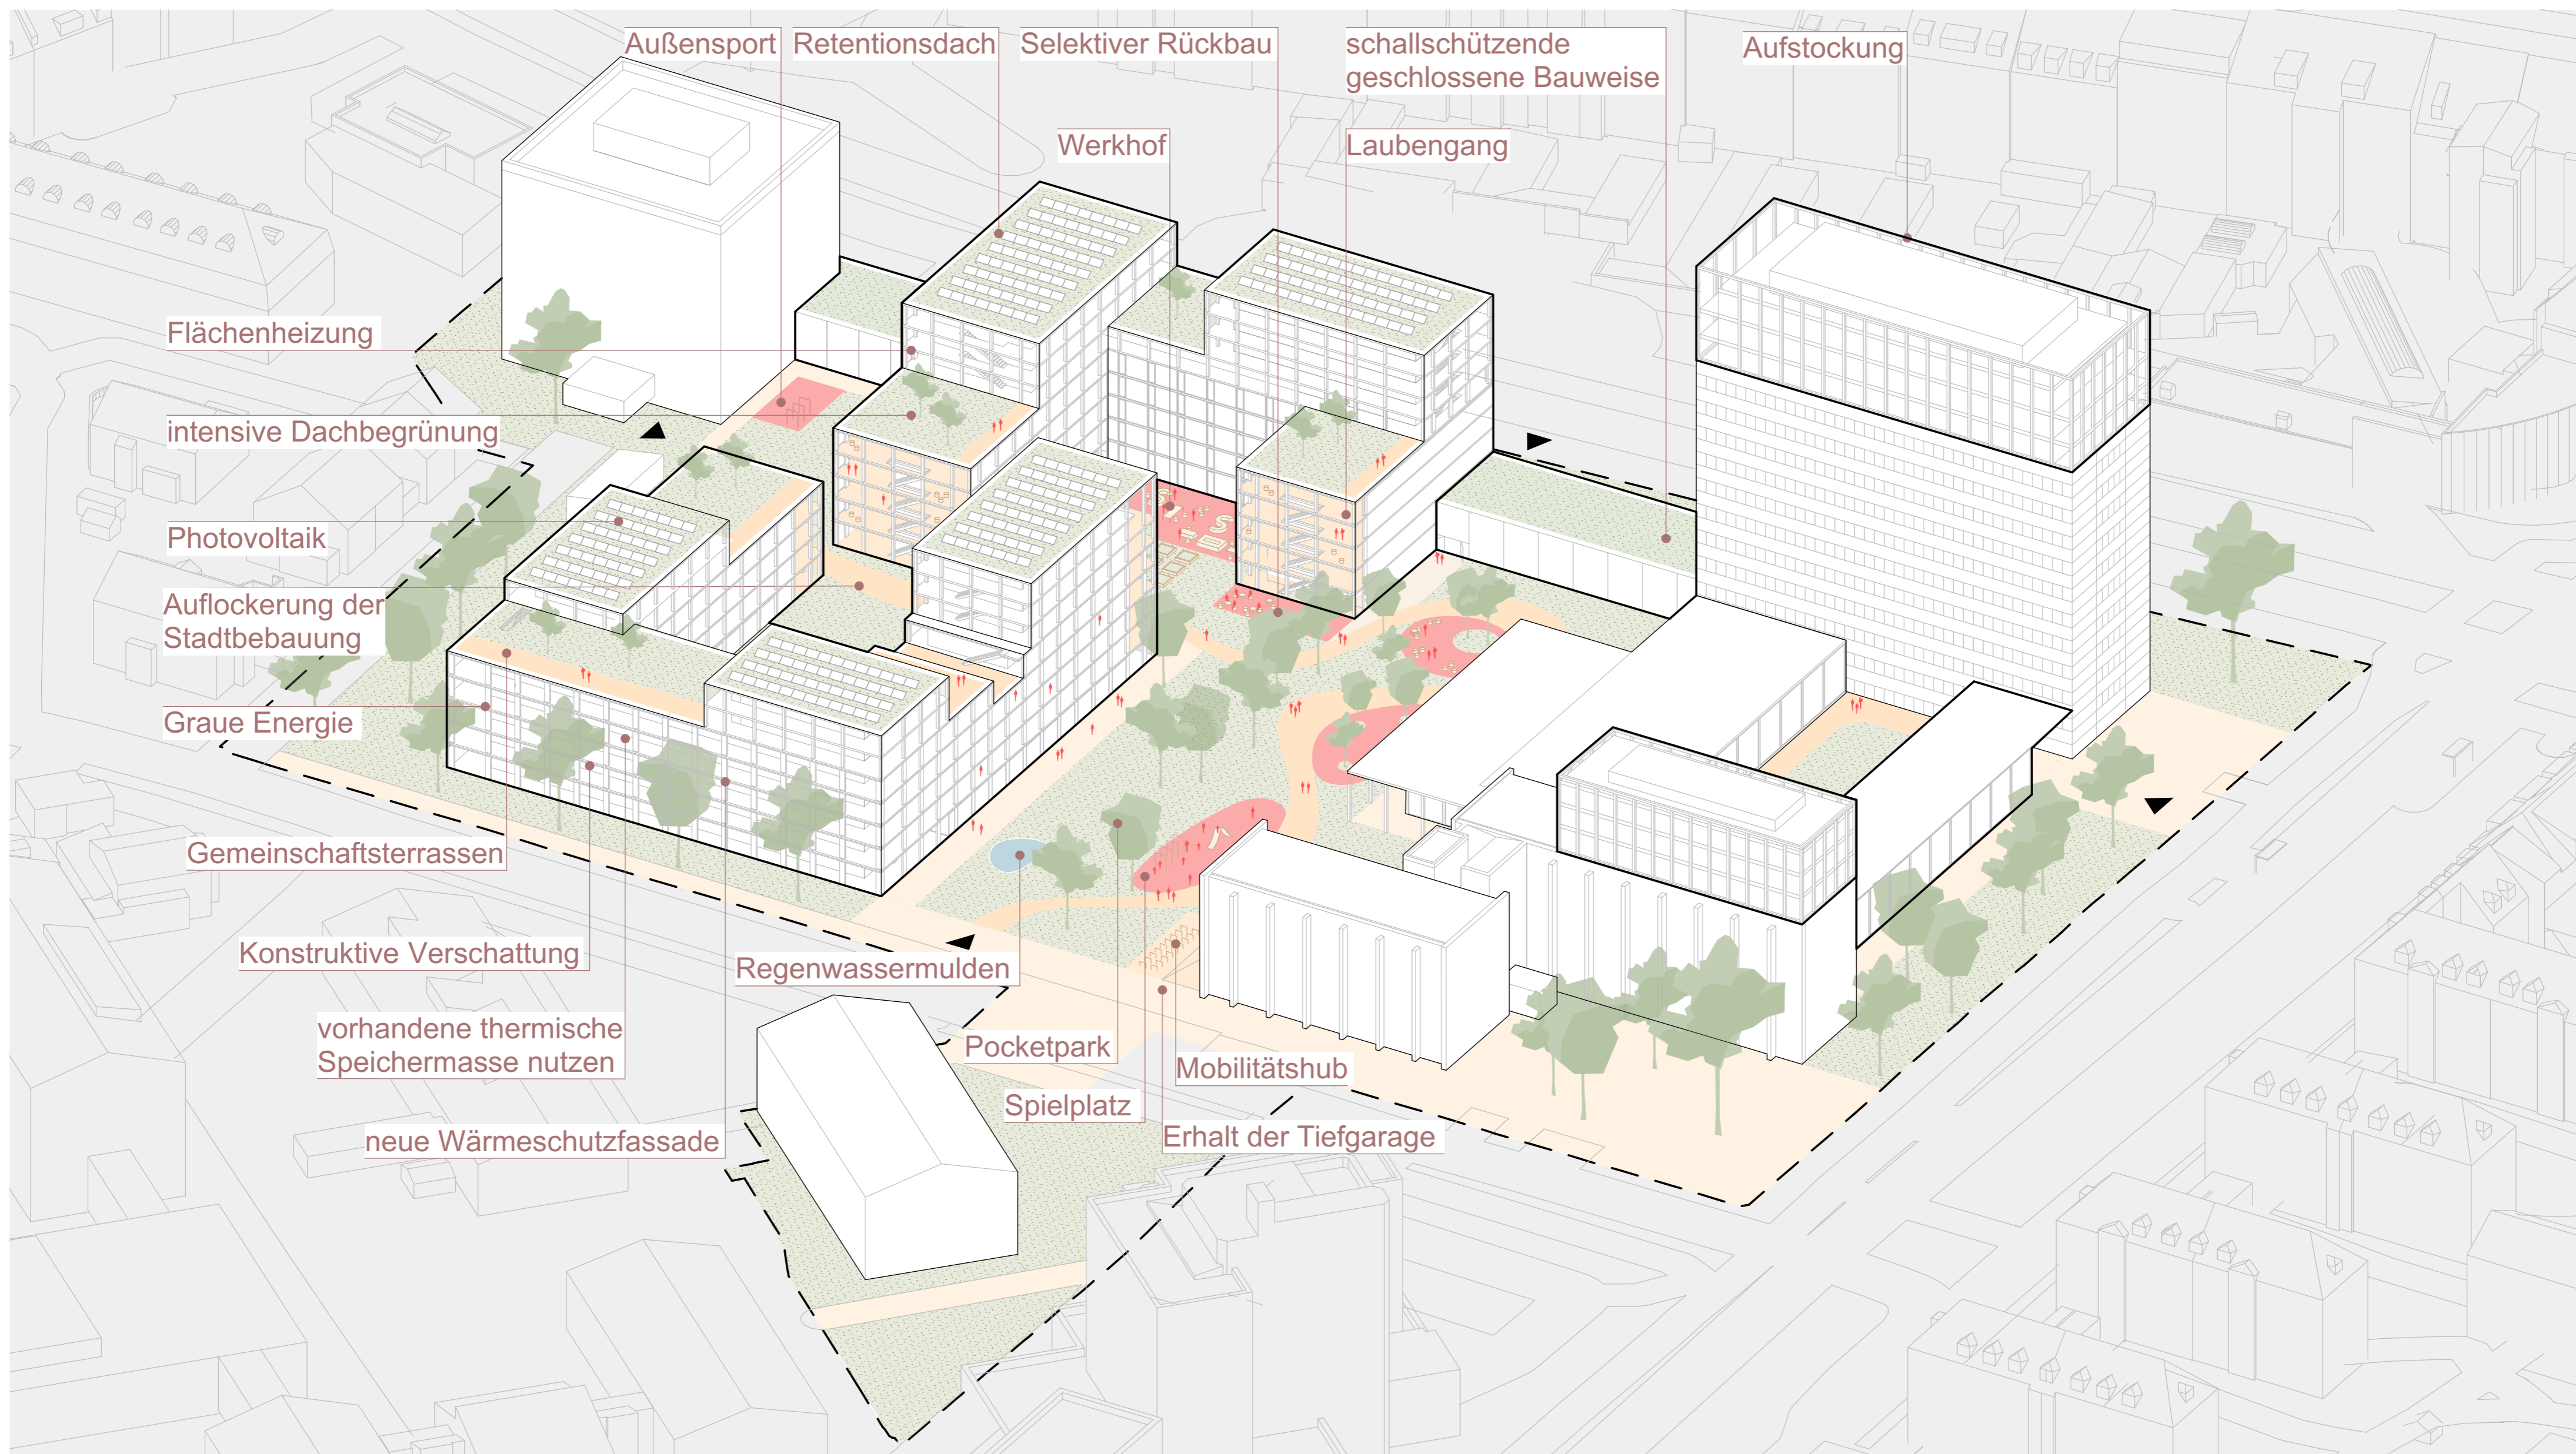 Außensport
Retentionsdach
Selektiver Rückbau
schallschützende
geschlossene Bauweise
Aufstockung
Werkhof
Laubengang
Flächenheizung
intensive Dachbegrünung
Photovoltaik
Auflockerung der
Stadtbebauung
Graue Energie
Gemeinschaftsterrassen
Konstruktive Verschattung
Regenwassermulden
vorhandene thermische
Speichermasse nutzen
Pocketpark
Mobilitätshub
Spielplatz
neue Wärmeschutzfassade
Erhalt der Tiefgarage